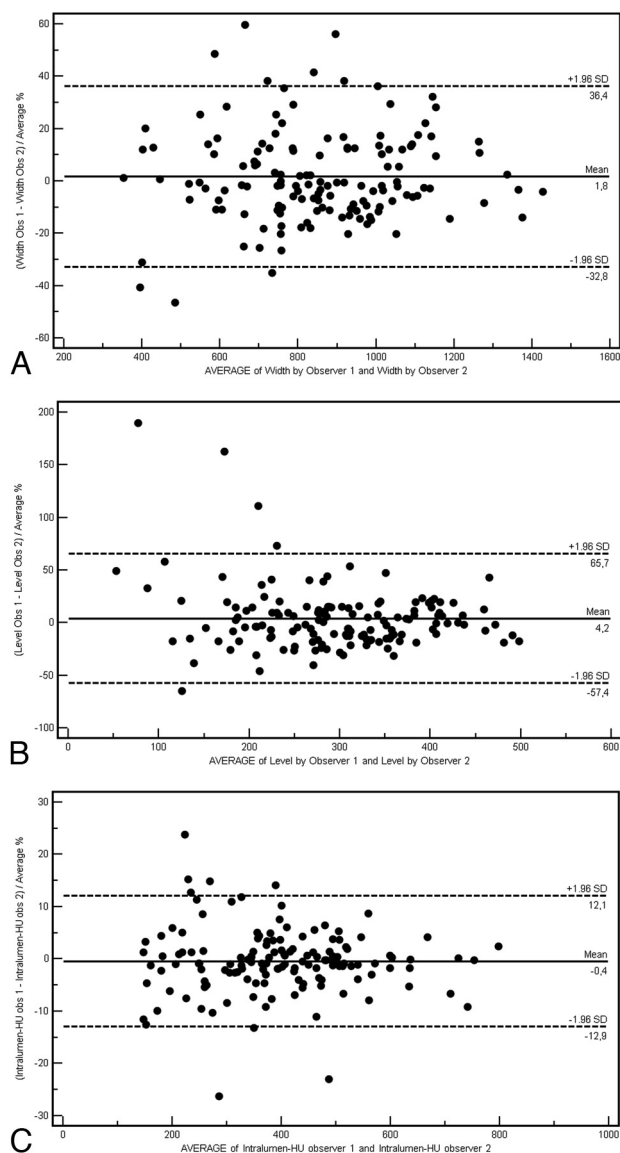 60
40
20
0
-20
-40
-60
(Width Obs 1 - Width Obs 2) / Average %
+1.96 SD
36,4
Mean
1,8
-1.96 SD
-32,8
200 400 600 800 1000 1200 1400 1600
AVERAGE of Width by Observer 1 and Width by Observer 2
A
200
150
100
50
0
-50
-100
(Level Obs 1 - Level Obs 2) / Average %
+1.96 SD
65,7
Mean
4,2
-1.96 SD
-57,4
0 100 200 300 400 500 600
AVERAGE of Level by Observer 1 and Level by Observer 2
B
30
20
10
0
-10
-20
-30
(Intralumen-HU obs 1 - Intralumen-HU obs 2) / Average %
+1.96 SD
12,1
Mean
-0,4
-1.96 SD
-12,9
0 200 400 600 800 1000
AVERAGE of Intralumen-HU observer 1 and Intralumen-HU observer 2
C